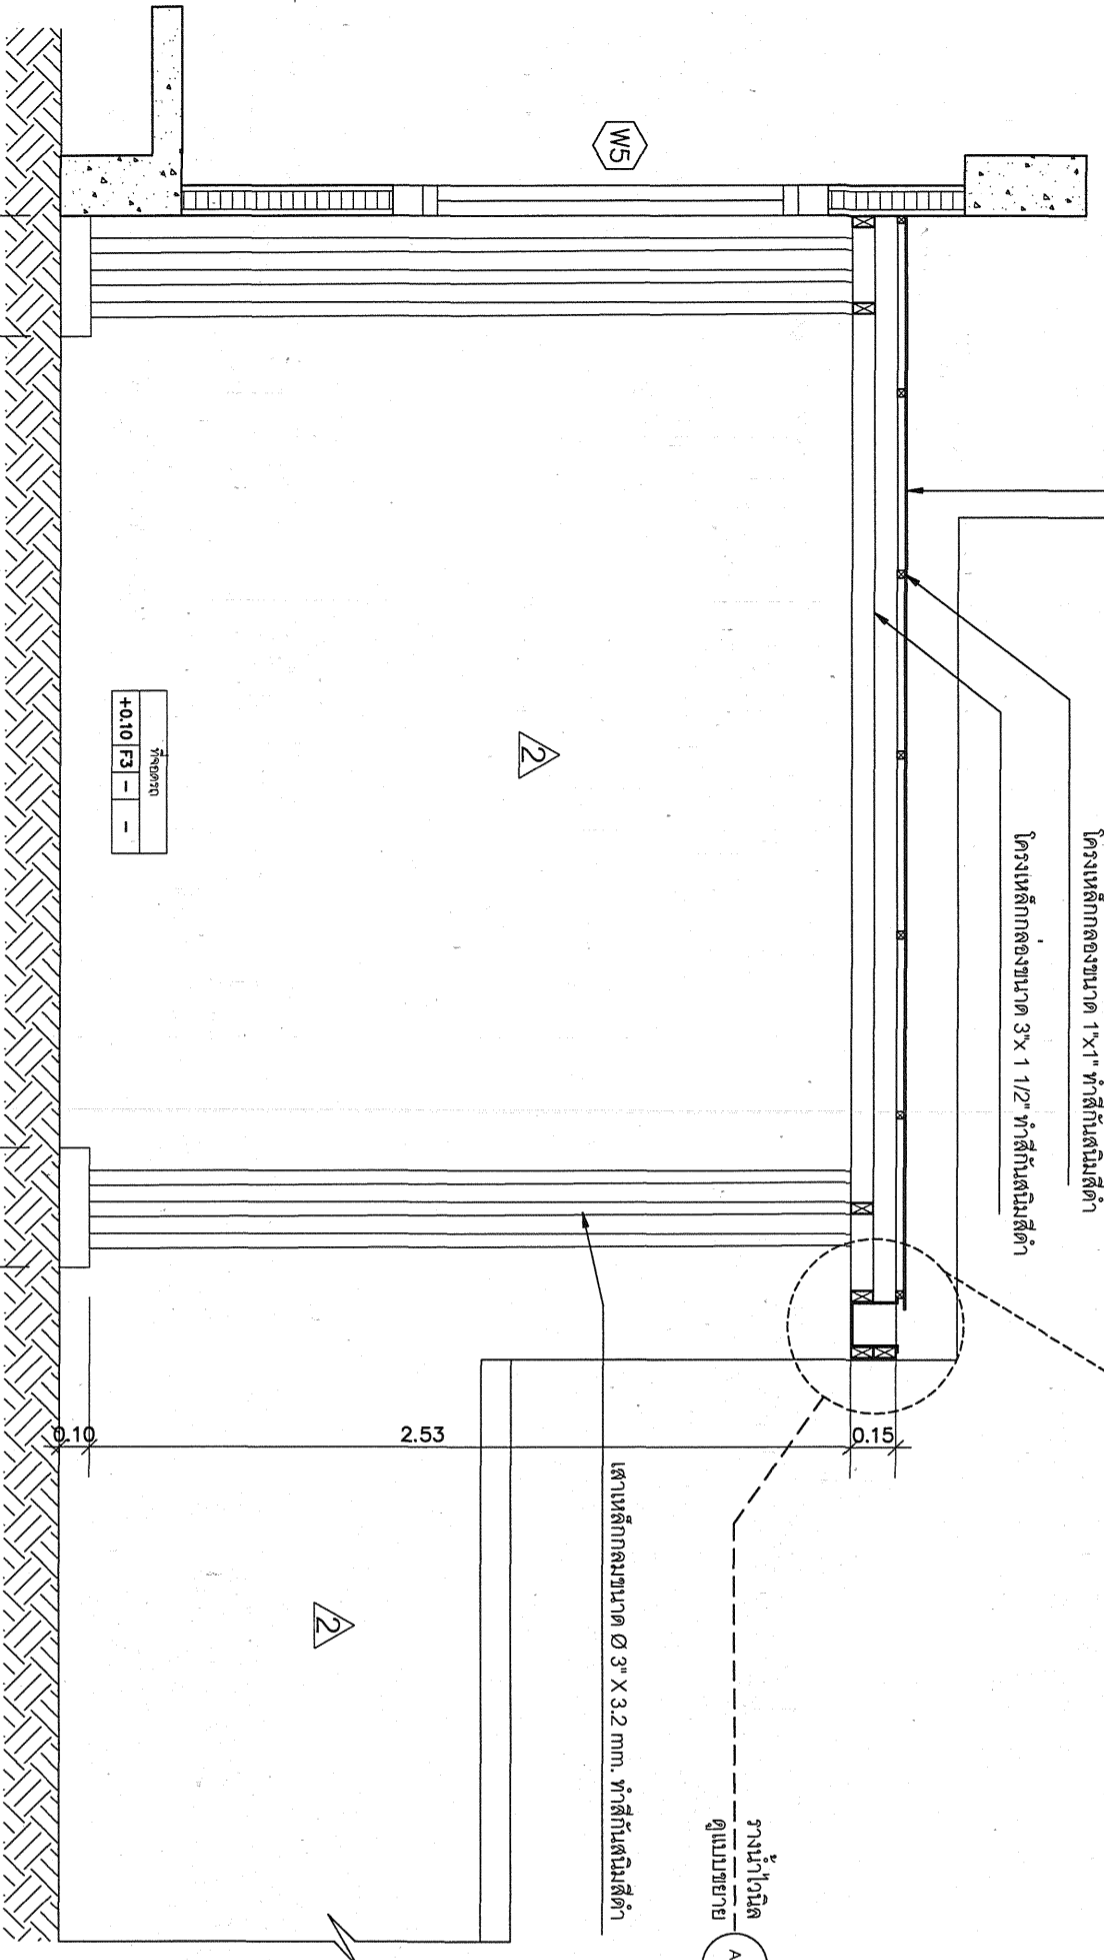 โครงเหล็กกล่องขนาด 1"x1" ทำสีกันสนิมสีดำ
โครงเหล็กกล่องขนาด 3"x 1 1/2" ทำสีกันสนิมสีดำ
W5
0.15
รางน้ำไวนิล
ดูแบบขยาย
A
2
2.53
เสาเหล็กกลมขนาด Ø 3" X 3.2 mm. ทำสีกันสนิมสีดำ
2
ที่จอดรถ
+0.10 F3 - -
0.10